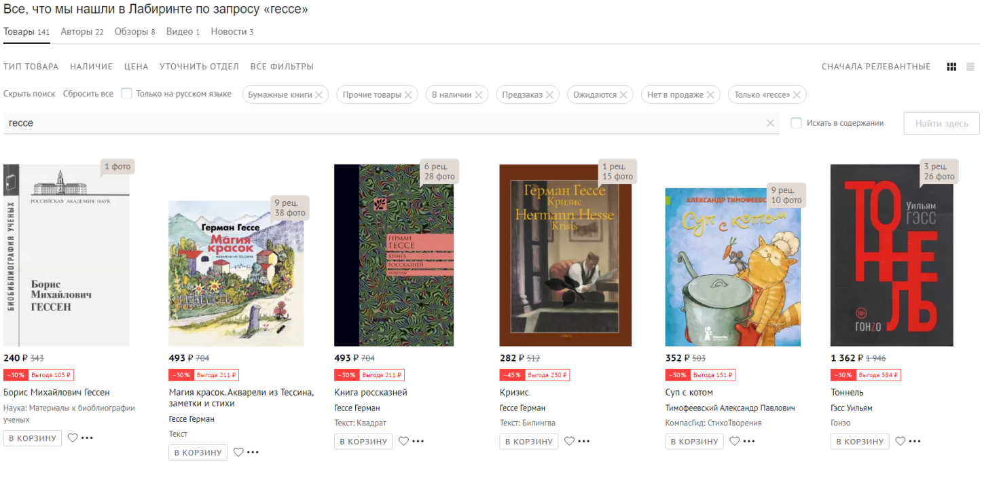 Все, что мы нашли в Лабиринте по запросу «гессе»
Товары 141 Авторы 22 Обзоры 8 Видео 1 Новости 3
ТИП ТОВАРА НАЛИЧИЕ ЦЕНА УТОЧНИТЬ ОТДЕЛ ВСЕ ФИЛЬТРЫ СНАЧАЛА РЕЛЕВАНТНЫЕ
Скрыть поиск Сбросить все Только на русском языке Бумажные книги Прочие товары В наличии Предзаказ Ожидаются Нет в продаже Только «гессе»
гессе Искать в содержании Найти здесь
1 фото
РОССИЙСКАЯ АКАДЕМИЯ НАУК
БИОБИБЛИОГРАФИЯ УЧЕНЫХ
Борис
Михайлович
ГЕССЕН
240 ₽ 343
–30% Выгода 103 ₽
Борис Михайлович Гессен
Наука: Материалы к биоблиографии
ученых
В КОРЗИНУ
9 рец.
38 фото
Герман Гессе
Магия
красок
АКВАРЕЛИ ИЗ ТЕССИНА
493 ₽ 704
–30% Выгода 211 ₽
Магия красок. Акварели из Тессина,
заметки и стихи
Гессе Герман
Текст
В КОРЗИНУ
6 рец.
28 фото
ГЕРМАН
ГЕССЕ
КНИГА
РОССКАЗНЕЙ
493 ₽ 704
–30% Выгода 211 ₽
Книга россказней
Гессе Герман
Текст: Квадрат
В КОРЗИНУ
1 рец.
15 фото
Герман Гессе
Кризис
Hermann Hesse
Krisis
282 ₽ 512
–45% Выгода 230 ₽
Кризис
Гессе Герман
Текст: Билингва
В КОРЗИНУ
9 рец.
10 фото
АЛЕКСАНДР ТИМОФЕЕВС
Суп с котом
352 ₽ 503
–30% Выгода 151 ₽
Суп с котом
Тимофеевский Александр Павлович
КомпасГид: СтихоТворения
В КОРЗИНУ
3 рец.
26 фото
Уильям
ГЭСС
ТОННЕЛЬ
18+
ГОНZО
1 362 ₽ 1 946
–30% Выгода 584 ₽
Тоннель
Гэсс Уильям
Гонзо
В КОРЗИНУ